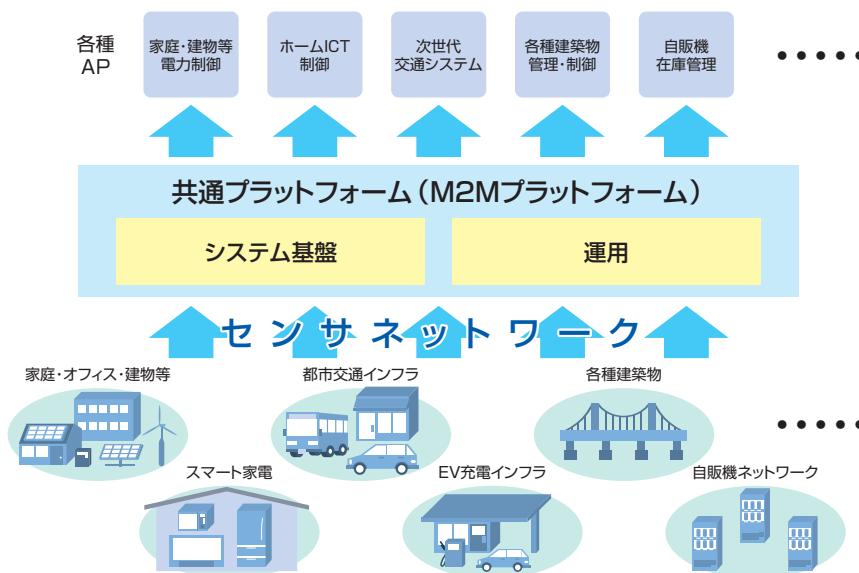 各種
AP
家庭・建物等
電力制御
ホームICT
制御
次世代
交通システム
各種建築物
管理・制御
自販機
在庫管理
共通プラットフォーム(M2Mプラットフォーム)
システム基盤
運用
センサネットワーク
家庭・オフィス・建物等
都市交通インフラ
各種建築物
スマート家電
EV充電インフラ
自販機ネットワーク